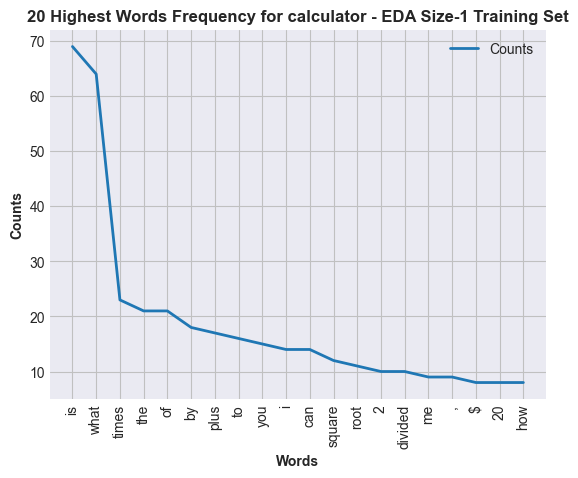 20 Highest Words Frequency for calculator - EDA Size-1 Training Set
Counts
70
60
50
40
30
20
10
Counts
is
what
times
the
of
by
plus
to
you
i
can
square
root
2
divided
me
,
$
20
how
Words